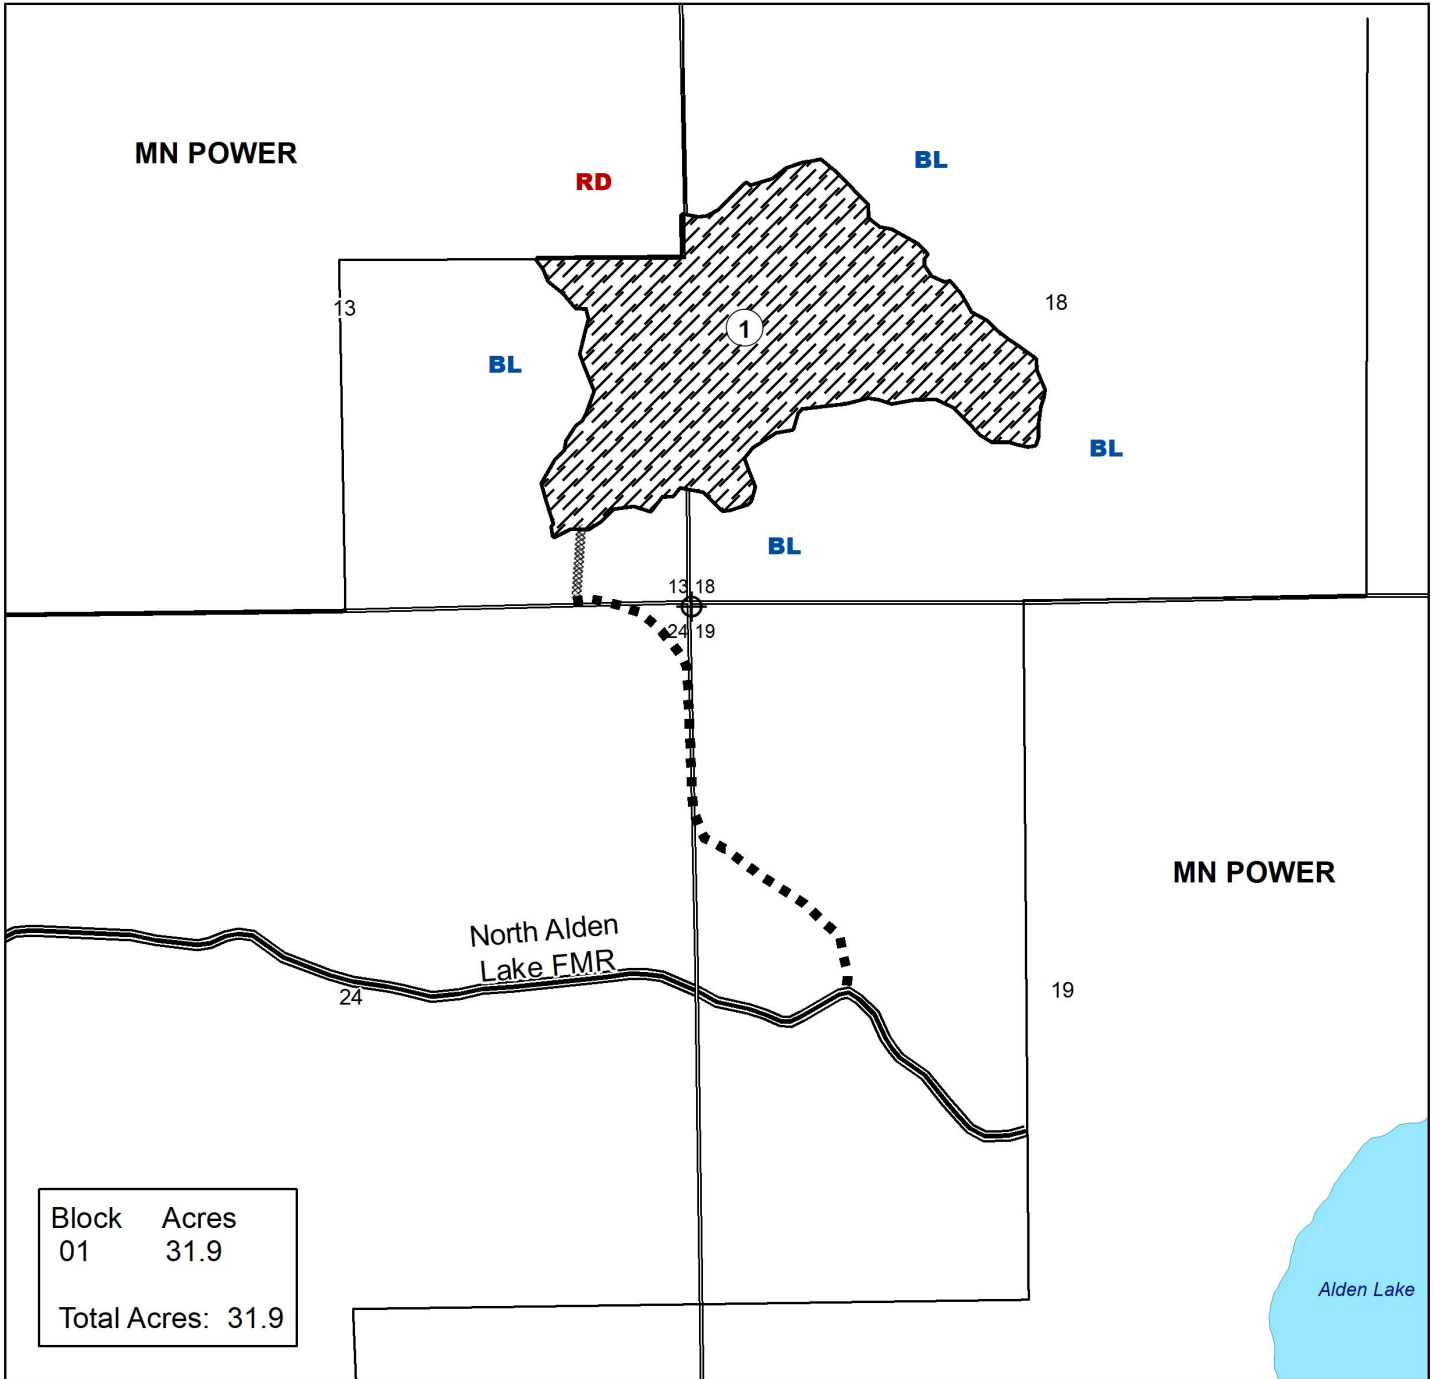 MN POWER
BL
RD
18
13
1
BL
BL
BL
13 18
24 19
MN POWER
North Alden
Lake FMR
24
19
Block Acres
01 31.9
Total Acres: 31.9
Alden Lake